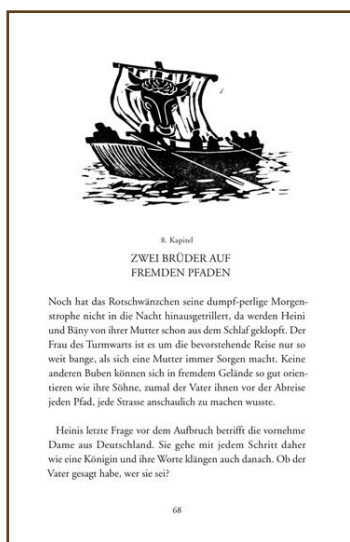 8. Kapitel
ZWEI BRÜDER AUF
FREMDEN PFADEN
Noch hat das Rotschwänzchen seine dumpf-perlige Morgen-
strophe nicht in die Nacht hinausgetrillert, da werden Heini
und Bäny von ihrer Mutter schon aus dem Schlaf geklopft. Der
Frau des Turmwarts ist es um die bevorstehende Reise nur so
weit bange, als sich eine Mutter immer Sorgen macht. Keine
anderen Buben können sich in fremdem Gelände so gut orien-
tieren wie ihre Söhne, zumal der Vater ihnen vor der Abreise
jeden Pfad, jede Strasse anschaulich zu machen wusste.
Heinis letzte Frage vor dem Aufbruch betrifft die vornehme
Dame aus Deutschland. Sie gehe mit jedem Schritt daher
wie eine Königin und ihre Worte klängen auch danach. Ob der
Vater gesagt habe, wer sie sei?
68